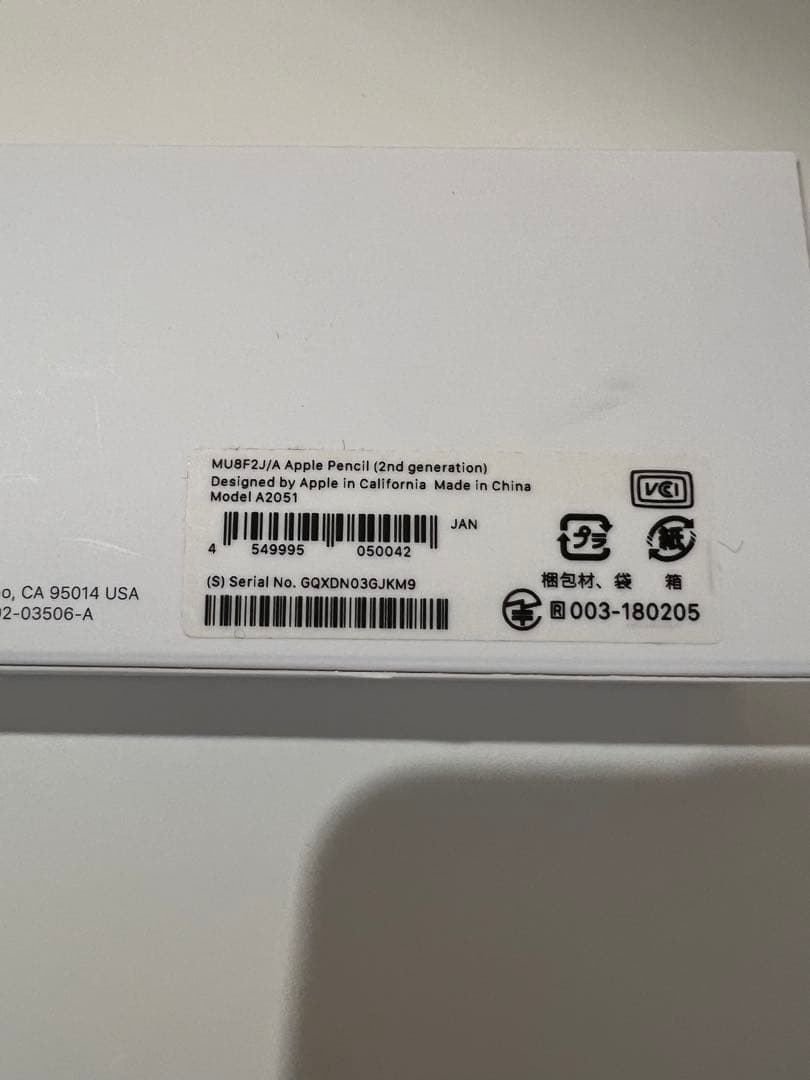 MU8F2J/A Apple Pencil (2nd generation)
Designed by Apple in California Made in China
Model A2051
JAN
4 549995 050042
(S) Serial No. GQXDN03GJKM9
VCI
プラ
紙
梱包材、袋 箱
R 003-180205
o, CA 95014 USA
02-03506-A